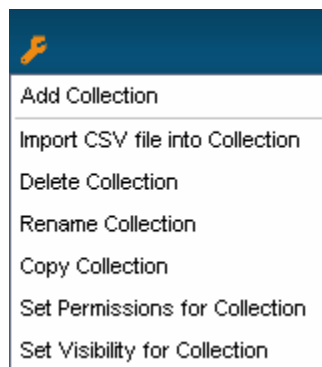 Add Collection
Import CSV file into Collection
Delete Collection
Rename Collection
Copy Collection
Set Permissions for Collection
Set Visibility for Collection